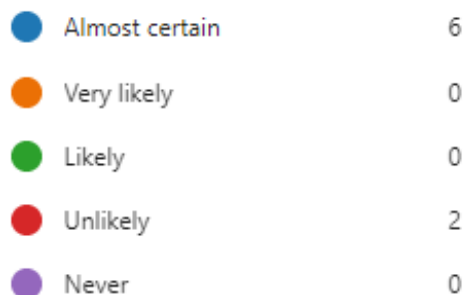 Almost certain 6
Very likely 0
Likely 0
Unlikely 2
Never 0